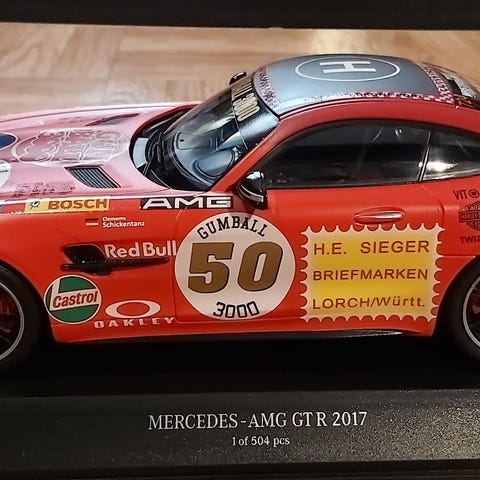 H
BOSCH
AMG
Clemens
Schickentanz
Red Bull
GUMBALL
50
3000
Castrol
OAKLEY
H.E. SIEGER
BRIEFMARKEN
LORCH/Württ.
VIT
MERCEDES-AMG GT R 2017
1 of 504 pcs